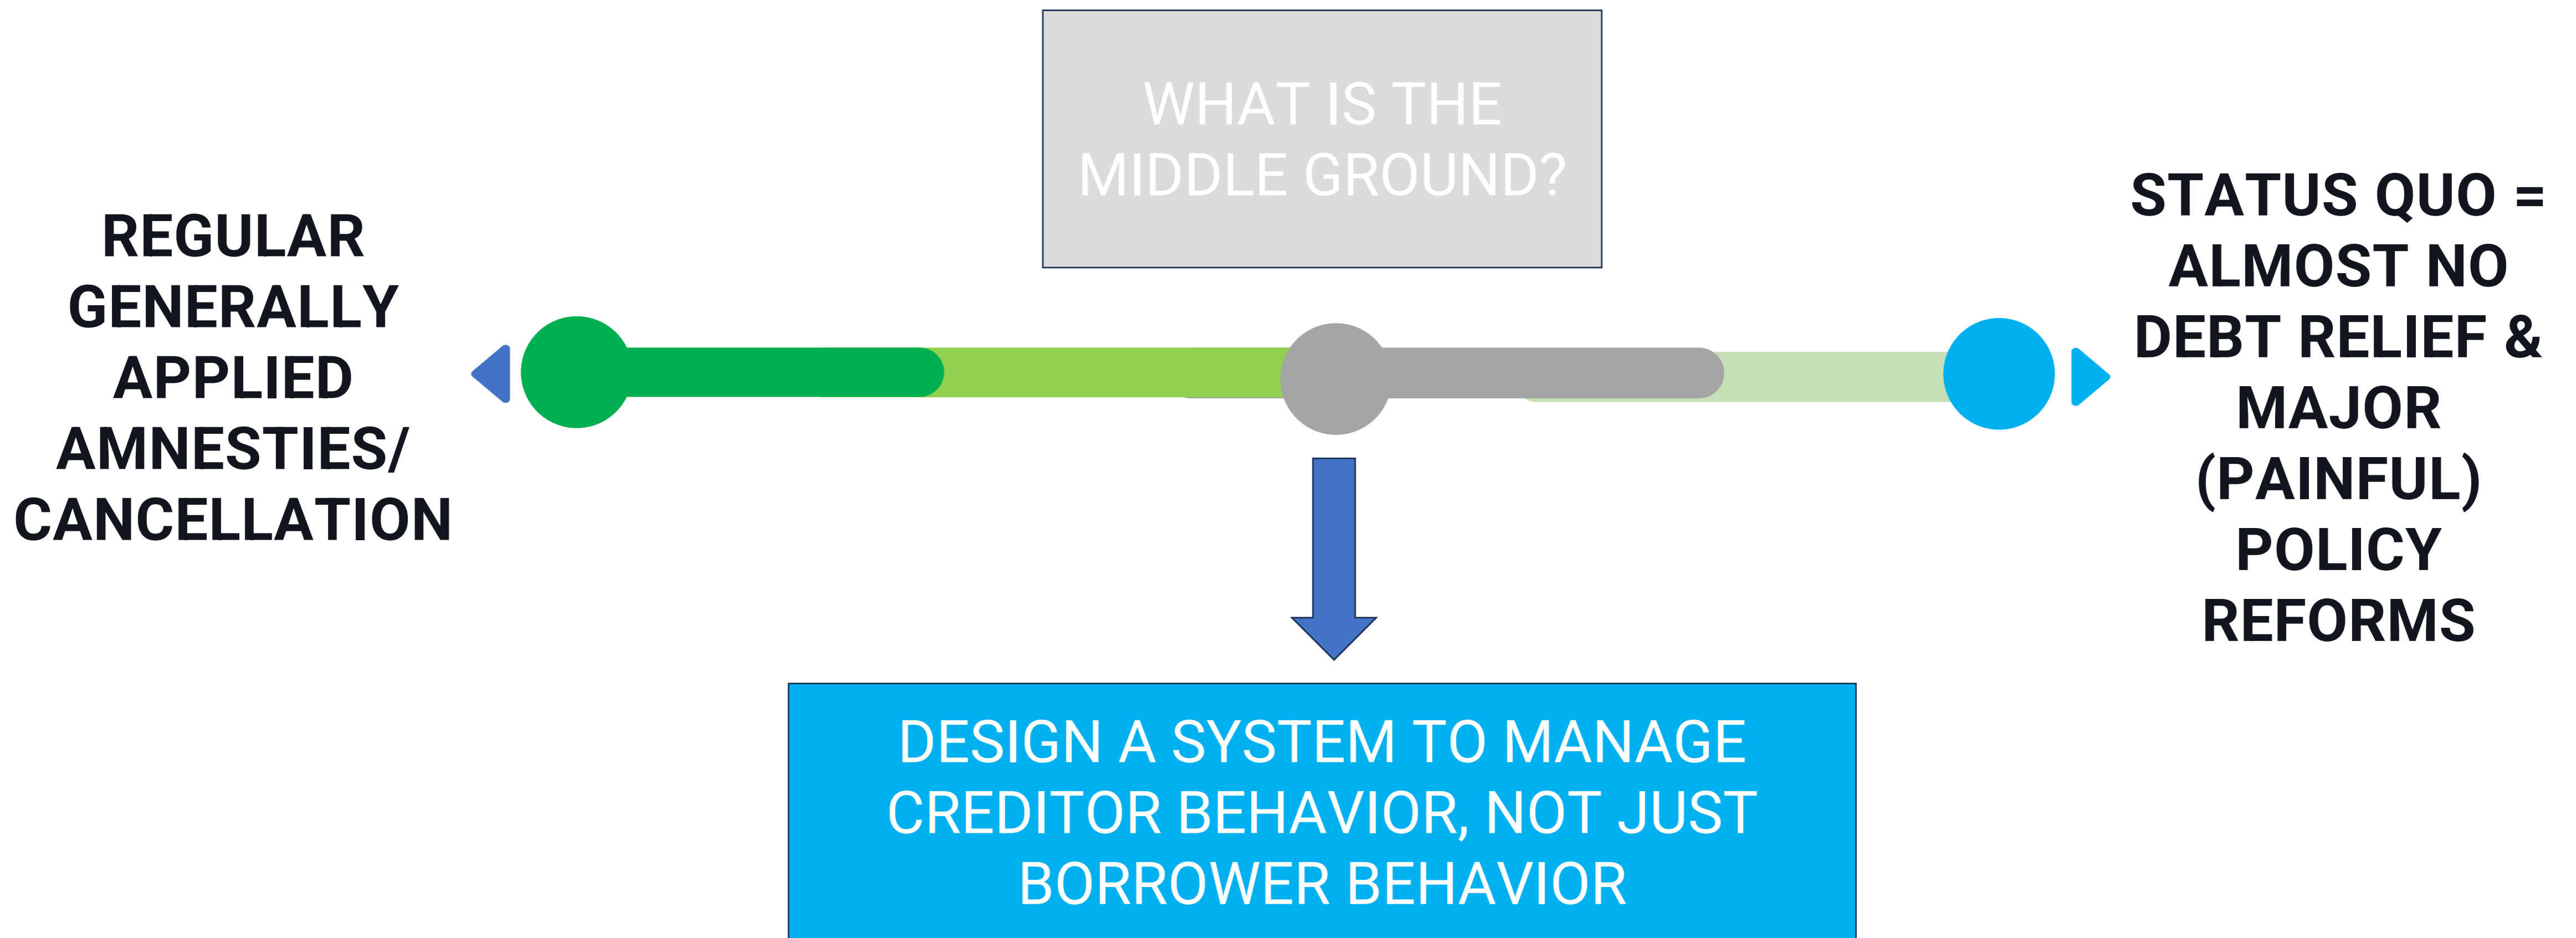 WHAT IS THE
MIDDLE GROUND?
REGULAR
GENERALLY
APPLIED
AMNESTIES/
CANCELLATION
STATUS QUO =
ALMOST NO
DEBT RELIEF &
MAJOR
(PAINFUL)
POLICY
REFORMS
DESIGN A SYSTEM TO MANAGE
CREDITOR BEHAVIOR, NOT JUST
BORROWER BEHAVIOR